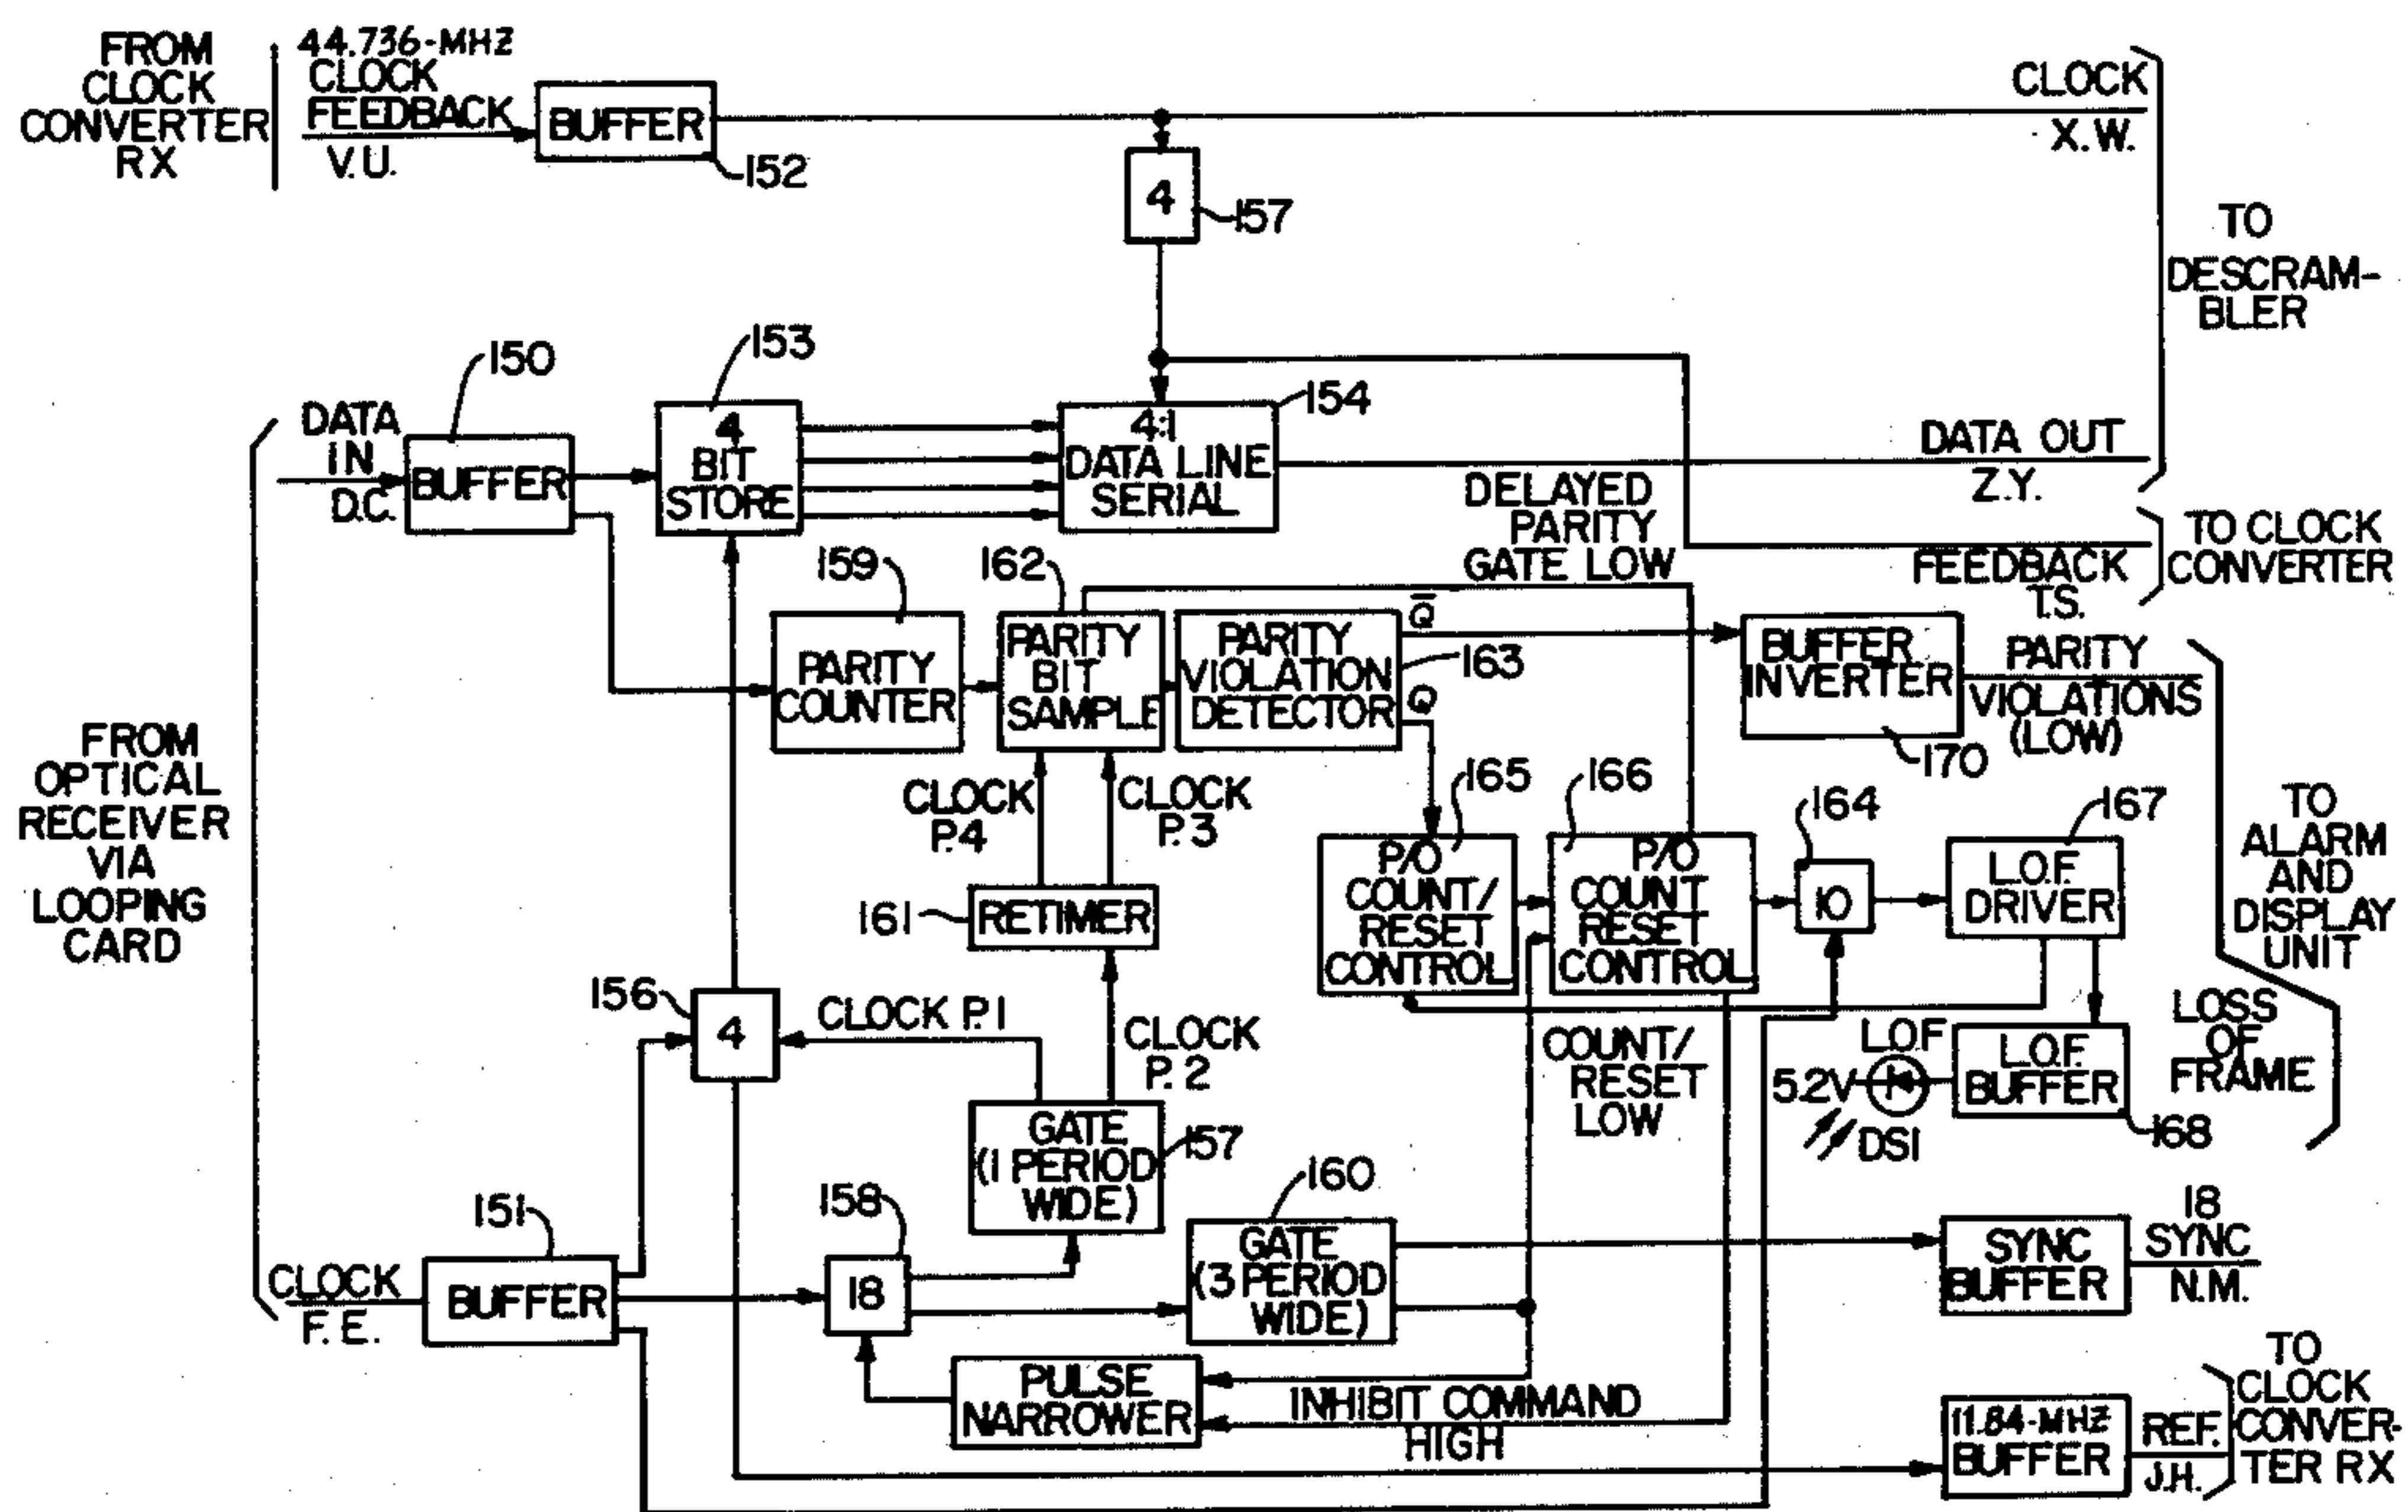 FROM
CLOCK
CONVERTER
RX
44.736-MHZ
CLOCK
FEEDBACK
V.U.
BUFFER
152
CLOCK
X.W.
4
157
TO
DESCRAM-
BLER
150
153
154
DATA
IN
D.C.
BUFFER
4
BIT
STORE
4:1
DATA LINE
SERIAL
DATA OUT
Z.Y.
DELAYED
PARITY
GATE LOW
FEEDBACK
T.S.
TO CLOCK
CONVERTER
159
162
PARITY
COUNTER
PARITY
BIT
SAMPLE
PARITY
VIOLATION
DETECTOR
Q̅
Q
163
BUFFER
INVERTER
170
PARITY
VIOLATIONS
(LOW)
FROM
OPTICAL
RECEIVER
VIA
LOOPING
CARD
CLOCK
P.4
CLOCK
P.3
165
166
164
167
161
RETIMER
P/O
COUNT/
RESET
CONTROL
P/O
COUNT
RESET
CONTROL
10
L.O.F.
DRIVER
TO
ALARM
AND
DISPLAY
UNIT
156
4
CLOCK P.1
CLOCK
P.2
COUNT/
RESET
LOW
L.O.F
5.2V
DS1
L.O.F.
BUFFER
168
LOSS
OF
FRAME
GATE
(1 PERIOD
WIDE)
157
151
158
160
CLOCK
F.E.
BUFFER
18
GATE
(3 PERIOD
WIDE)
SYNC
BUFFER
18
SYNC
N.M.
PULSE
NARROWER
INHIBIT COMMAND
HIGH
11.84-MHZ
BUFFER
REF.
J.H.
TO
CLOCK
CONVER-
TER RX